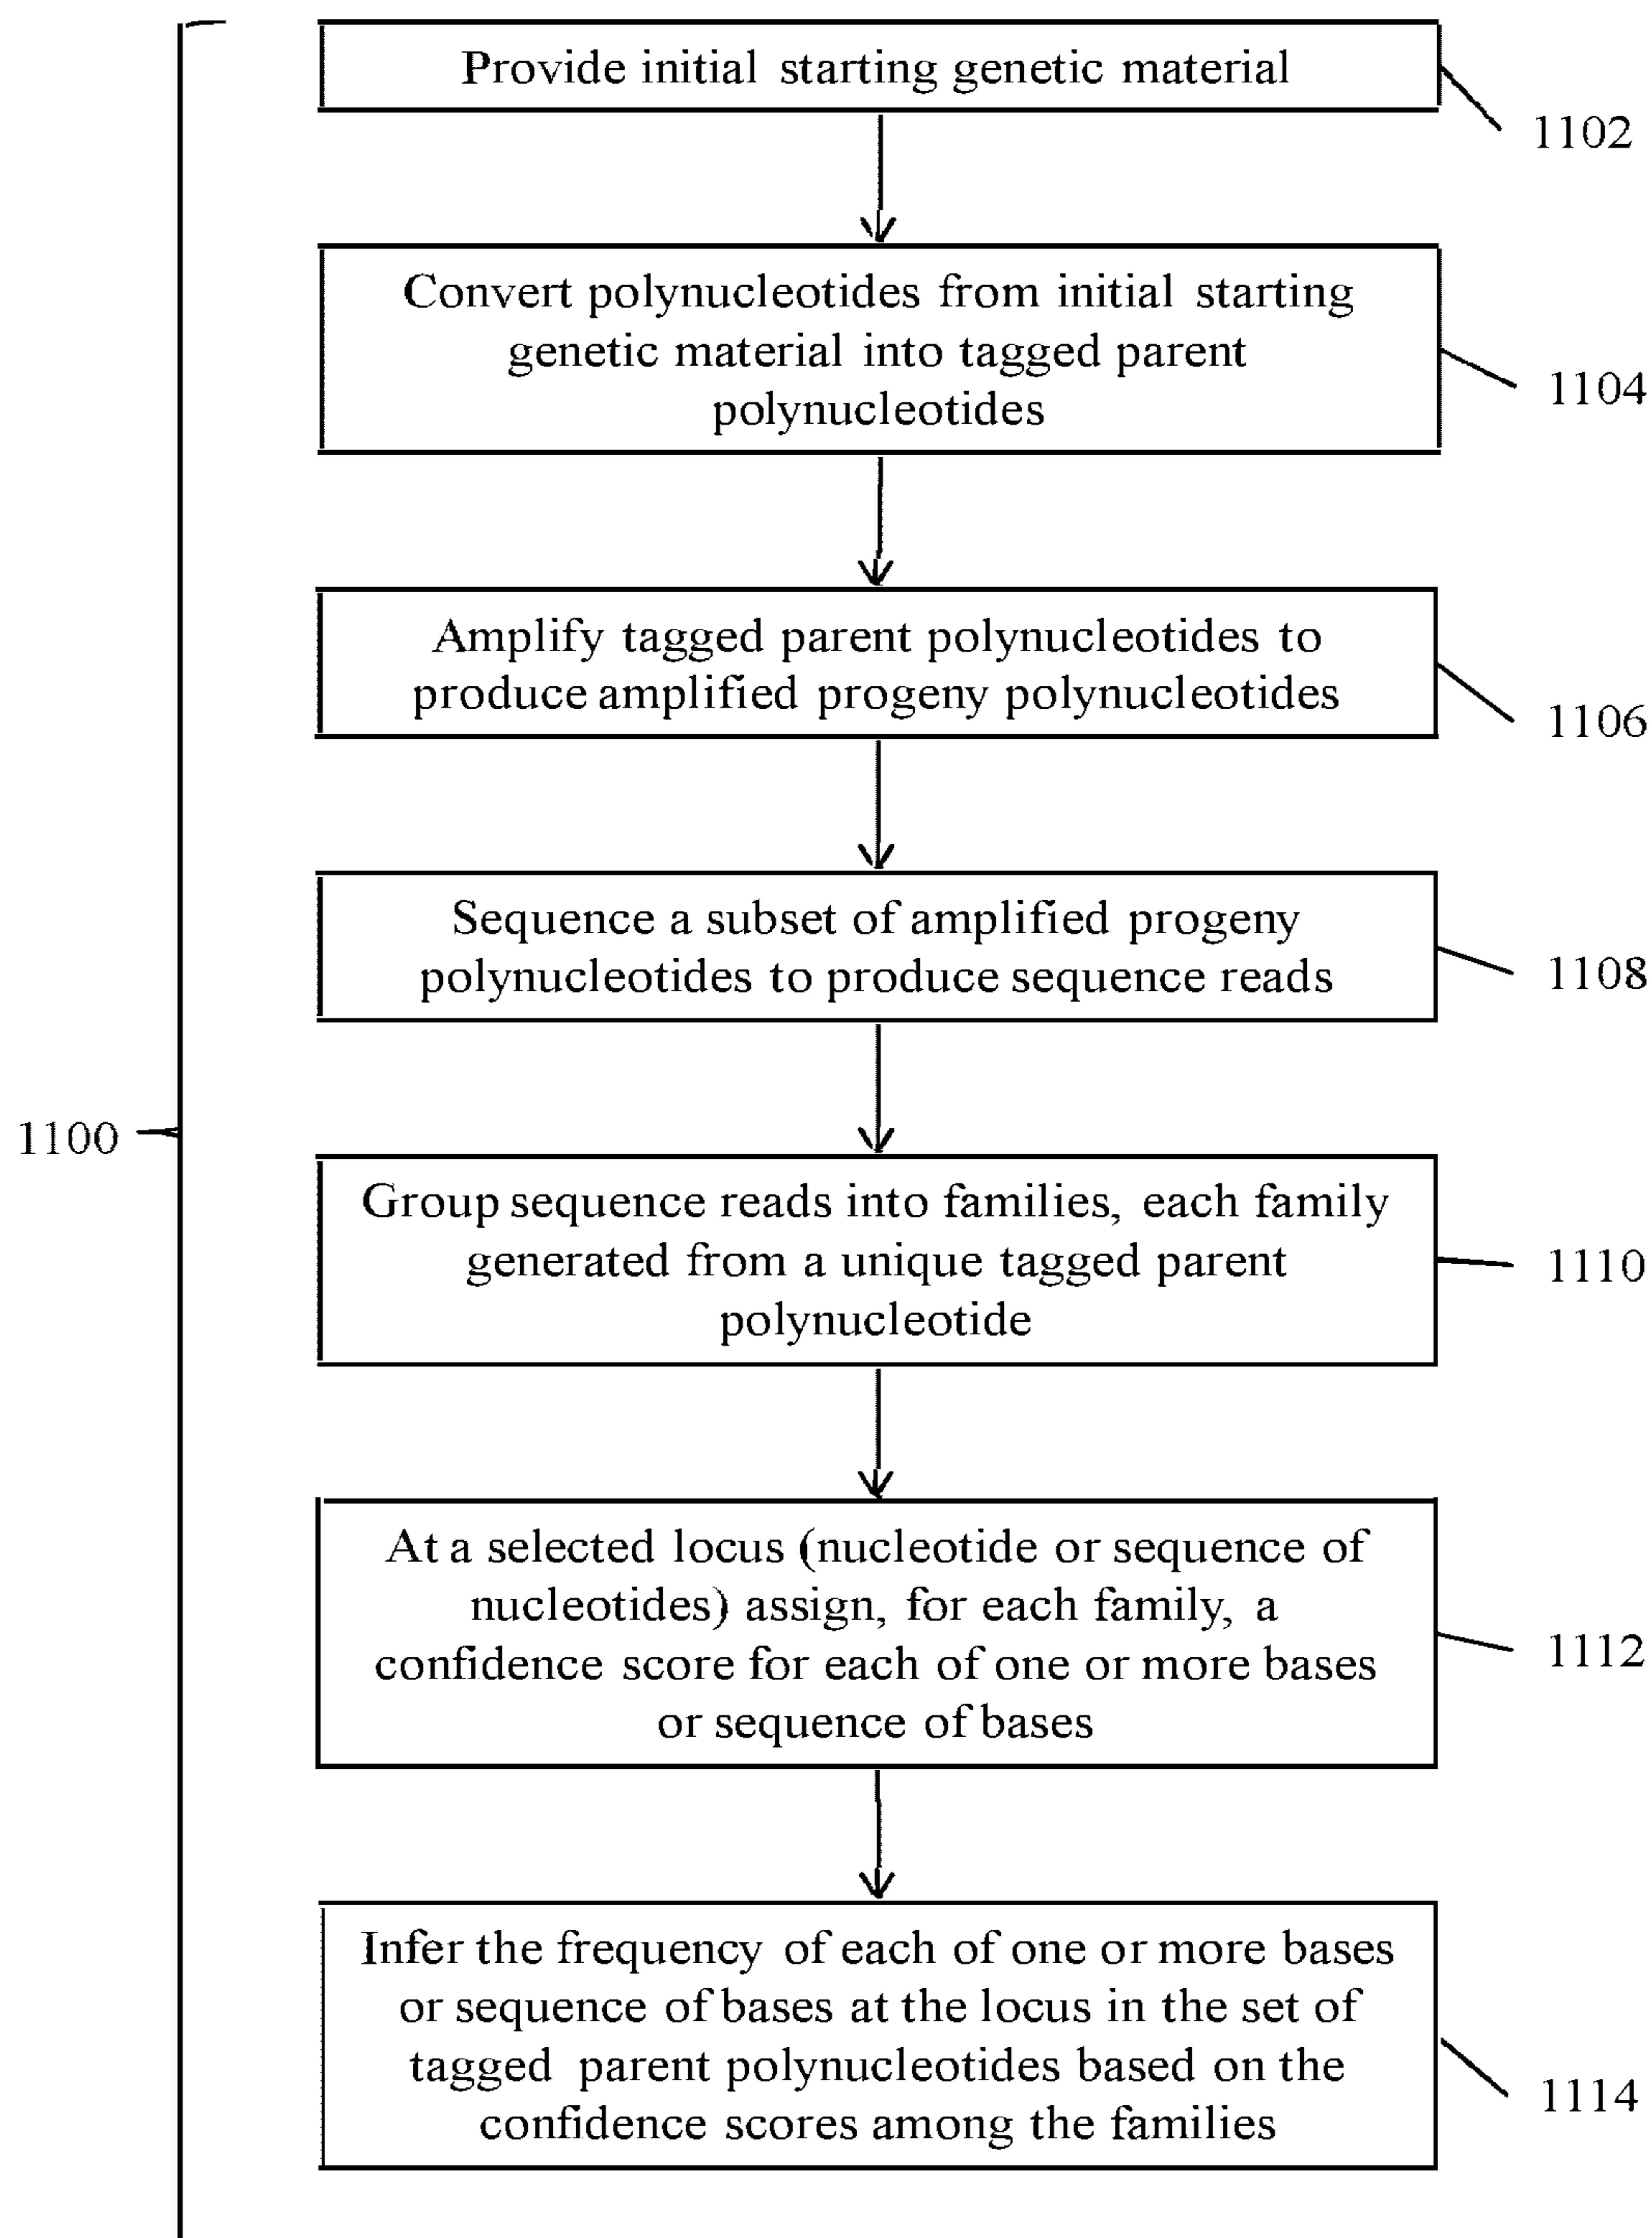 Provide initial starting genetic material
1102
Convert polynucleotides from initial starting
genetic material into tagged parent
polynucleotides
1104
Amplify tagged parent polynucleotides to
produce amplified progeny polynucleotides
1106
Sequence a subset of amplified progeny
polynucleotides to produce sequence reads
1108
1100
Group sequence reads into families, each family
generated from a unique tagged parent
polynucleotide
1110
At a selected locus (nucleotide or sequence of
nucleotides) assign, for each family, a
confidence score for each of one or more bases
or sequence of bases
1112
Infer the frequency of each of one or more bases
or sequence of bases at the locus in the set of
tagged parent polynucleotides based on the
confidence scores among the families
1114